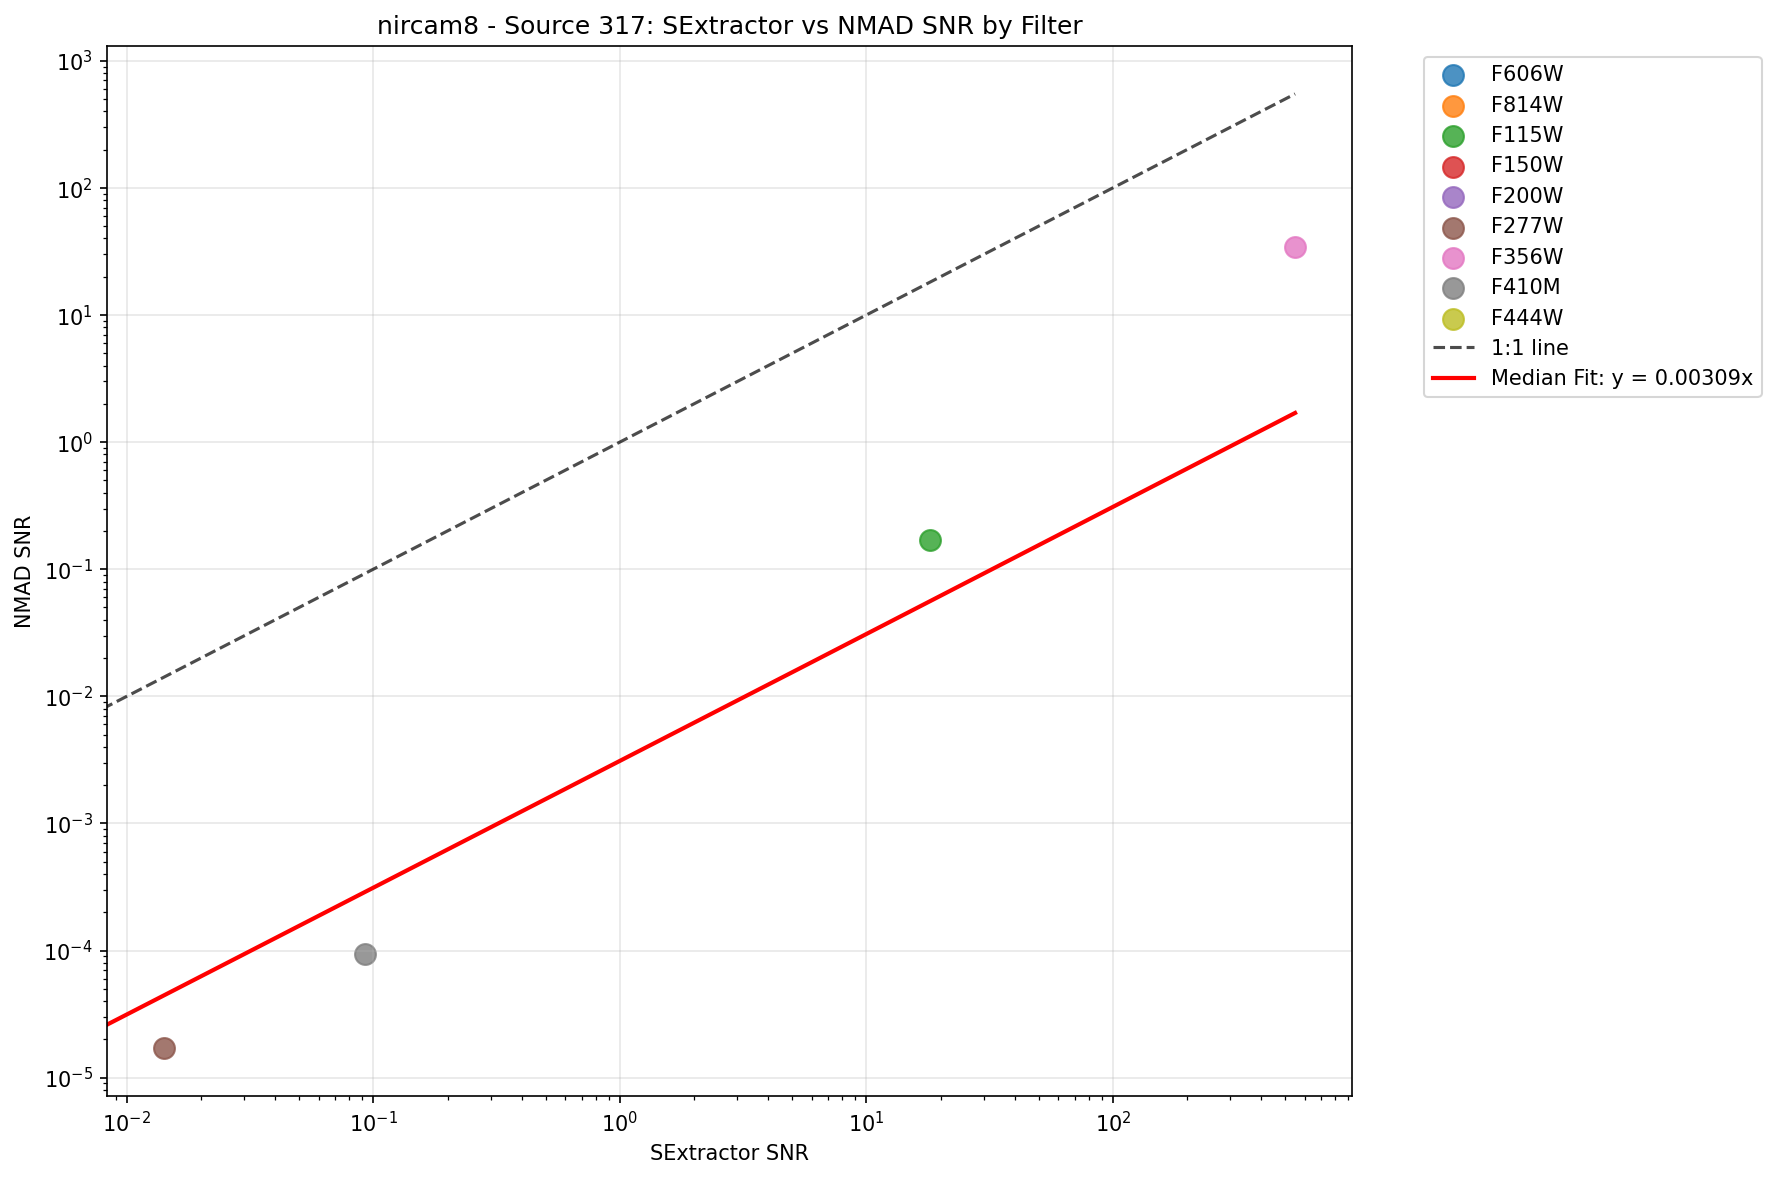 nircam8 - Source 317: SExtractor vs NMAD SNR by Filter
NMAD SNR
10³
10²
10¹
10⁰
10⁻¹
10⁻²
10⁻³
10⁻⁴
10⁻⁵
10⁻² 10⁻¹ 10⁰ 10¹ 10²
SExtractor SNR
F606W
F814W
F115W
F150W
F200W
F277W
F356W
F410M
F444W
1:1 line
Median Fit: y = 0.00309x